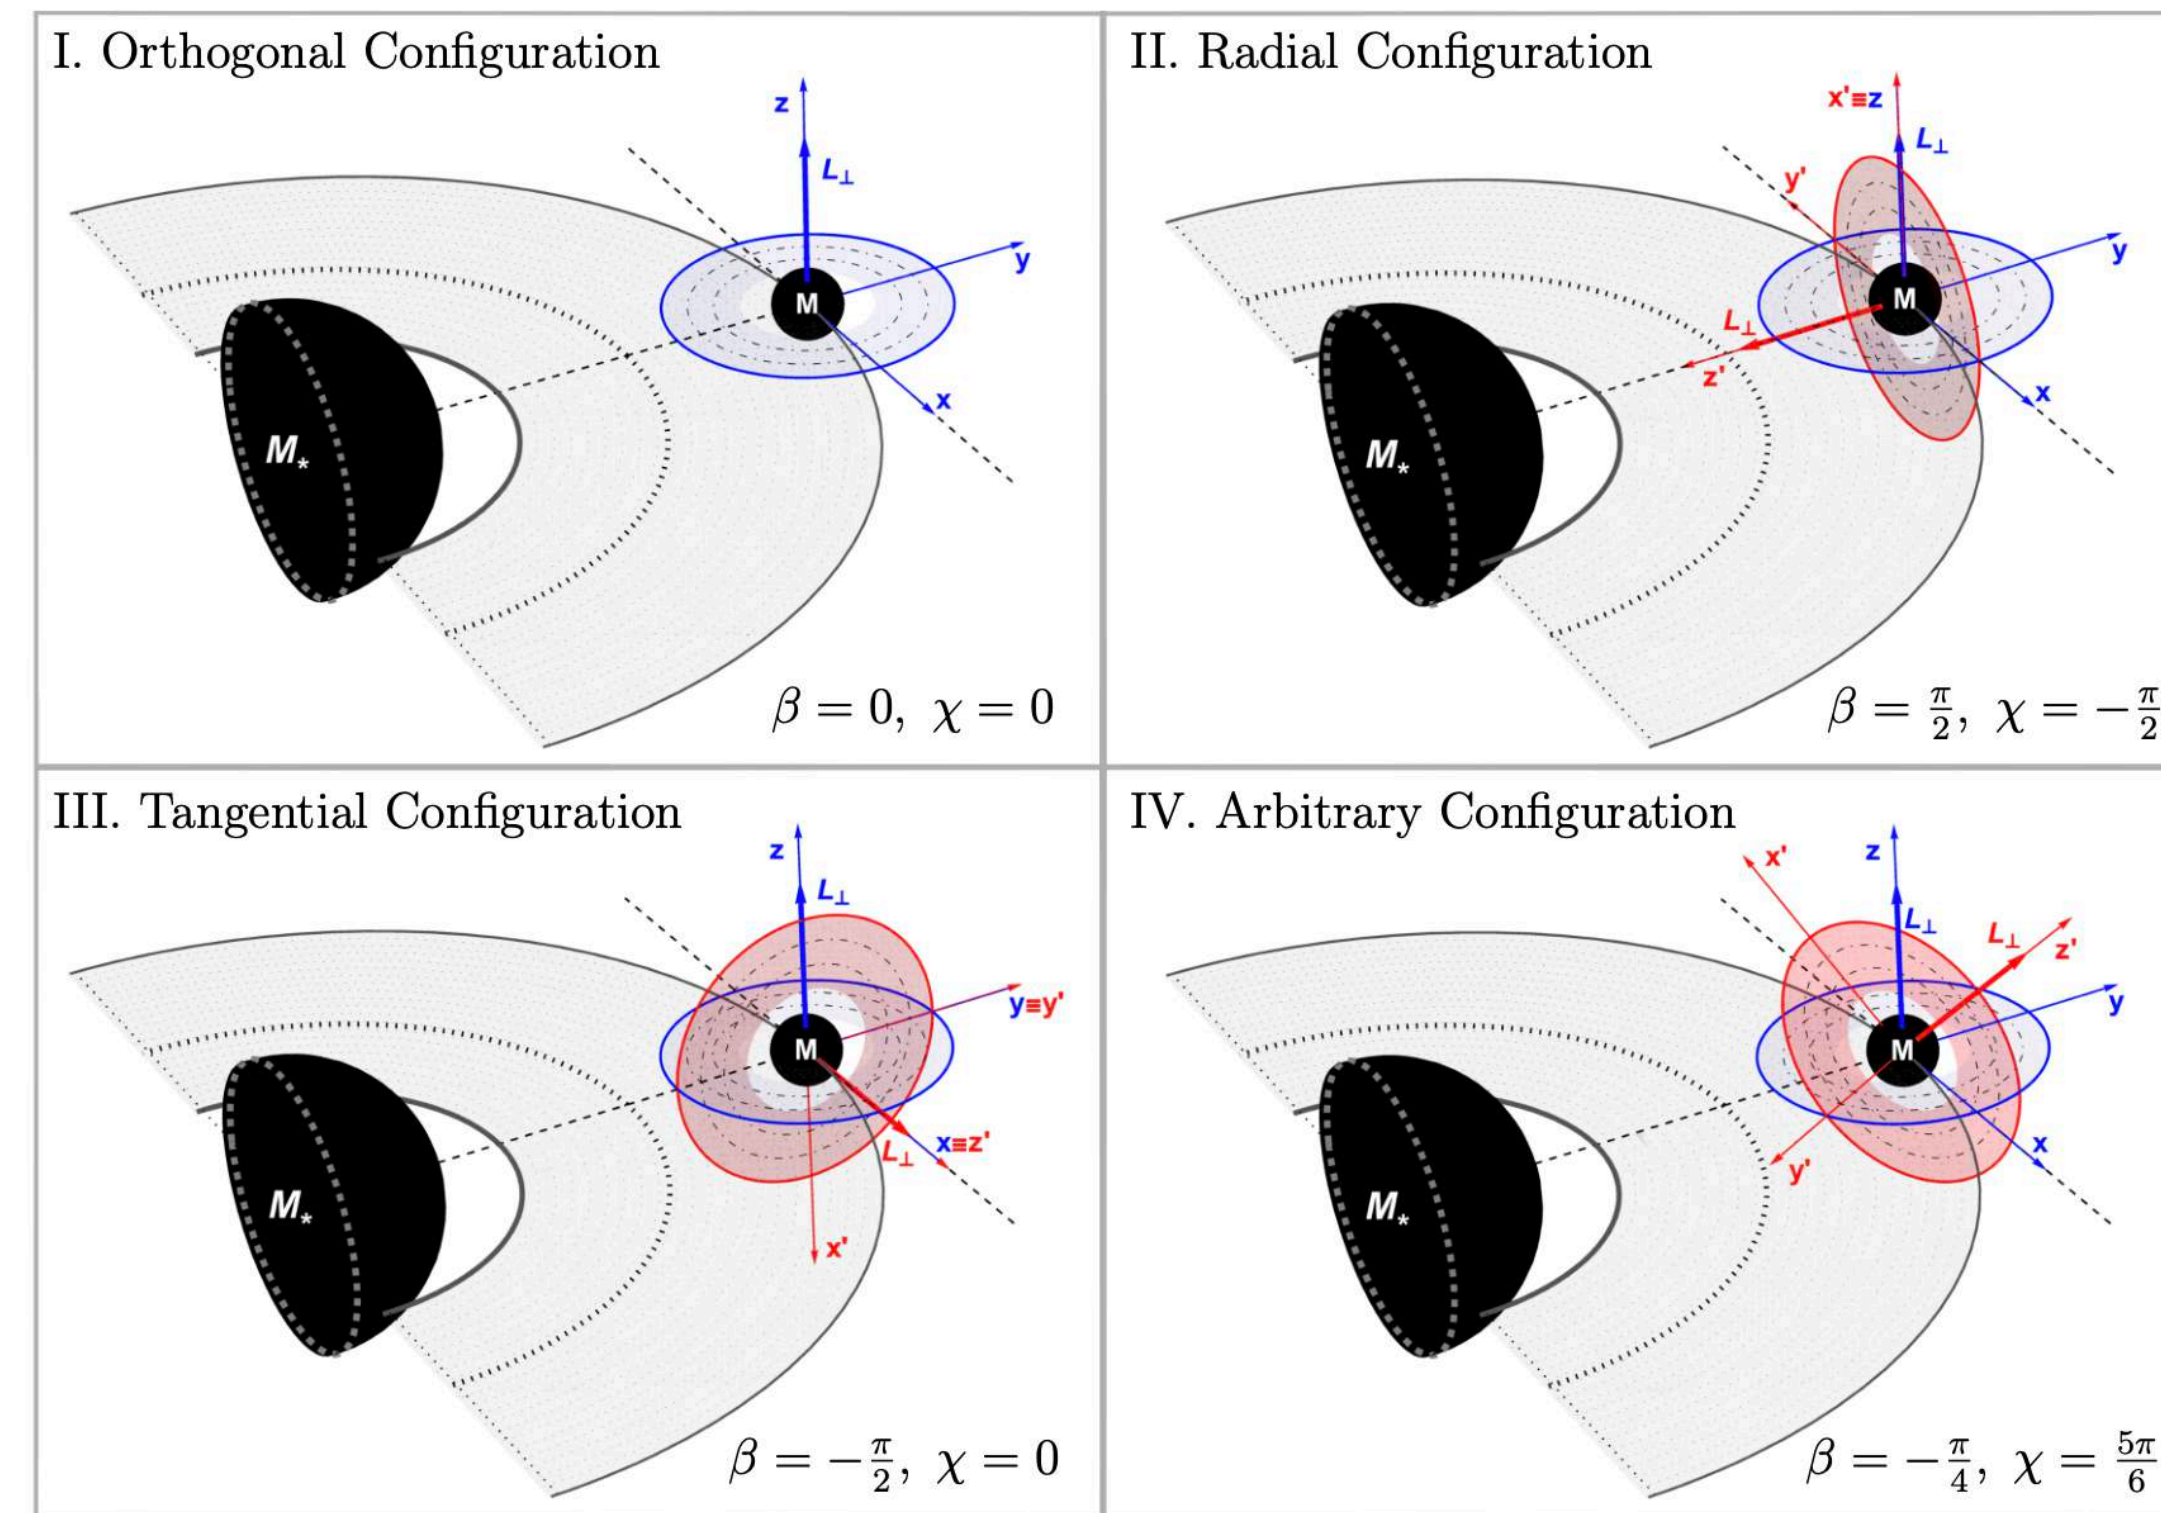 I. Orthogonal Configuration
z
L⊥
y
M
x
M*
β = 0, χ = 0
II. Radial Configuration
x'≡z
L⊥
y'
y
M
L⊥
z'
x
M*
β = π/2, χ = −π/2
III. Tangential Configuration
z
L⊥
y≡y'
M
L⊥
x≡z'
M*
x'
β = −π/2, χ = 0
IV. Arbitrary Configuration
x'
z
L⊥
L⊥
z'
y
M
x
y'
M*
β = −π/4, χ = 5π/6